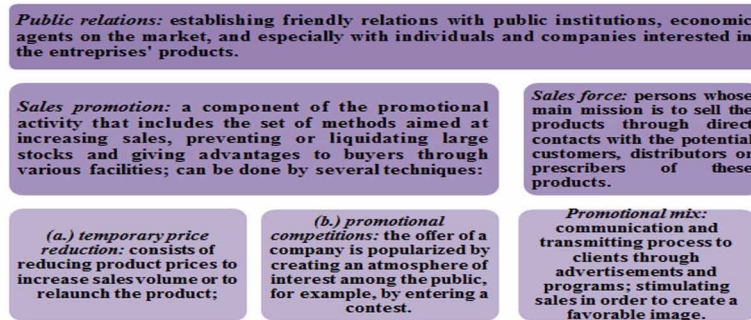 Public relations: establishing friendly relations with public institutions, economic
agents on the market, and especially with individuals and companies interested in
the entreprises' products.
Sales promotion: a component of the promotional
activity that includes the set of methods aimed at
increasing sales, preventing or liquidating large
stocks and giving advantages to buyers through
various facilities; can be done by several techniques:
Sales force: persons whose
main mission is to sell the
products through direct
contacts with the potential
customers, distributors or
prescribers of these
products.
(a.) temporary price
reduction: consists of
reducing product prices to
increase sales volume or to
relaunch the product;
(b.) promotional
competitions: the offer of a
company is popularized by
creating an atmosphere of
interest among the public,
for example, by entering a
contest.
Promotional mix:
communication and
transmitting process to
clients through
advertisements and
programs; stimulating
sales in order to create a
favorable image.